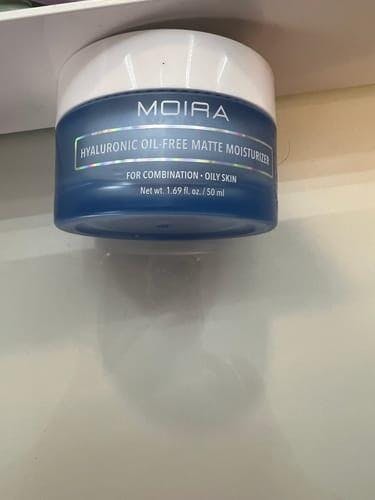 MOIRA
HYALURONIC OIL-FREE MATTE MOISTURIZER
FOR COMBINATION • OILY SKIN
Net wt. 1.69 fl. oz. / 50 ml